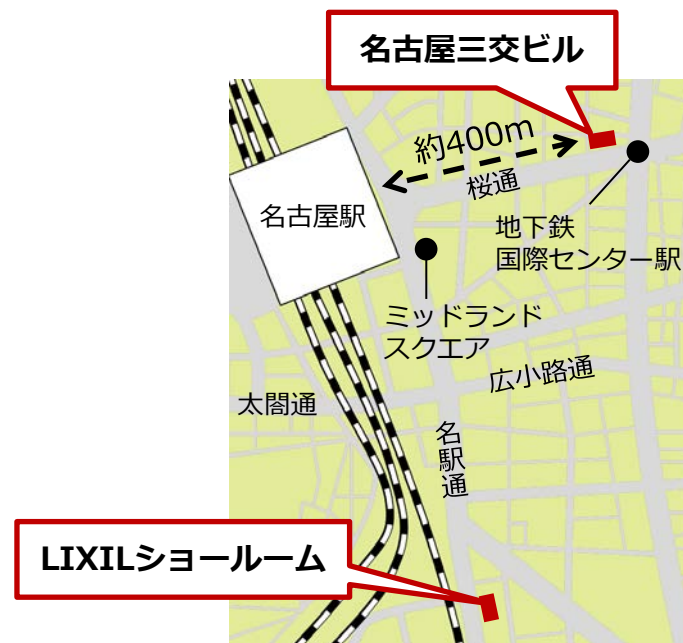 名古屋三交ビル
約400m
桜通
名古屋駅
地下鉄
国際センター駅
ミッドランド
スクエア
広小路通
太閤通
名駅通
LIXILショールーム